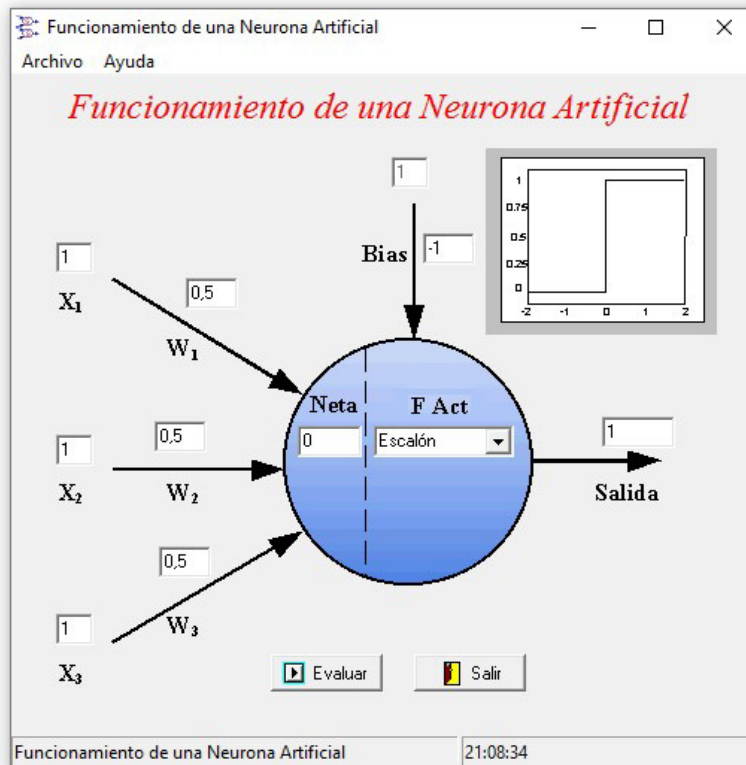 Funcionamiento de una Neurona Artificial
Archivo Ayuda
Funcionamiento de una Neurona Artificial
1
Bias -1
1
0.75
0.5
0.25
0
-2 -1 0 1 2
1
X1
0,5
W1
Neta F Act
0 Escalón
1
Salida
1
X2
0,5
W2
0,5
W3
1
X3
Evaluar Salir
Funcionamiento de una Neurona Artificial 21:08:34